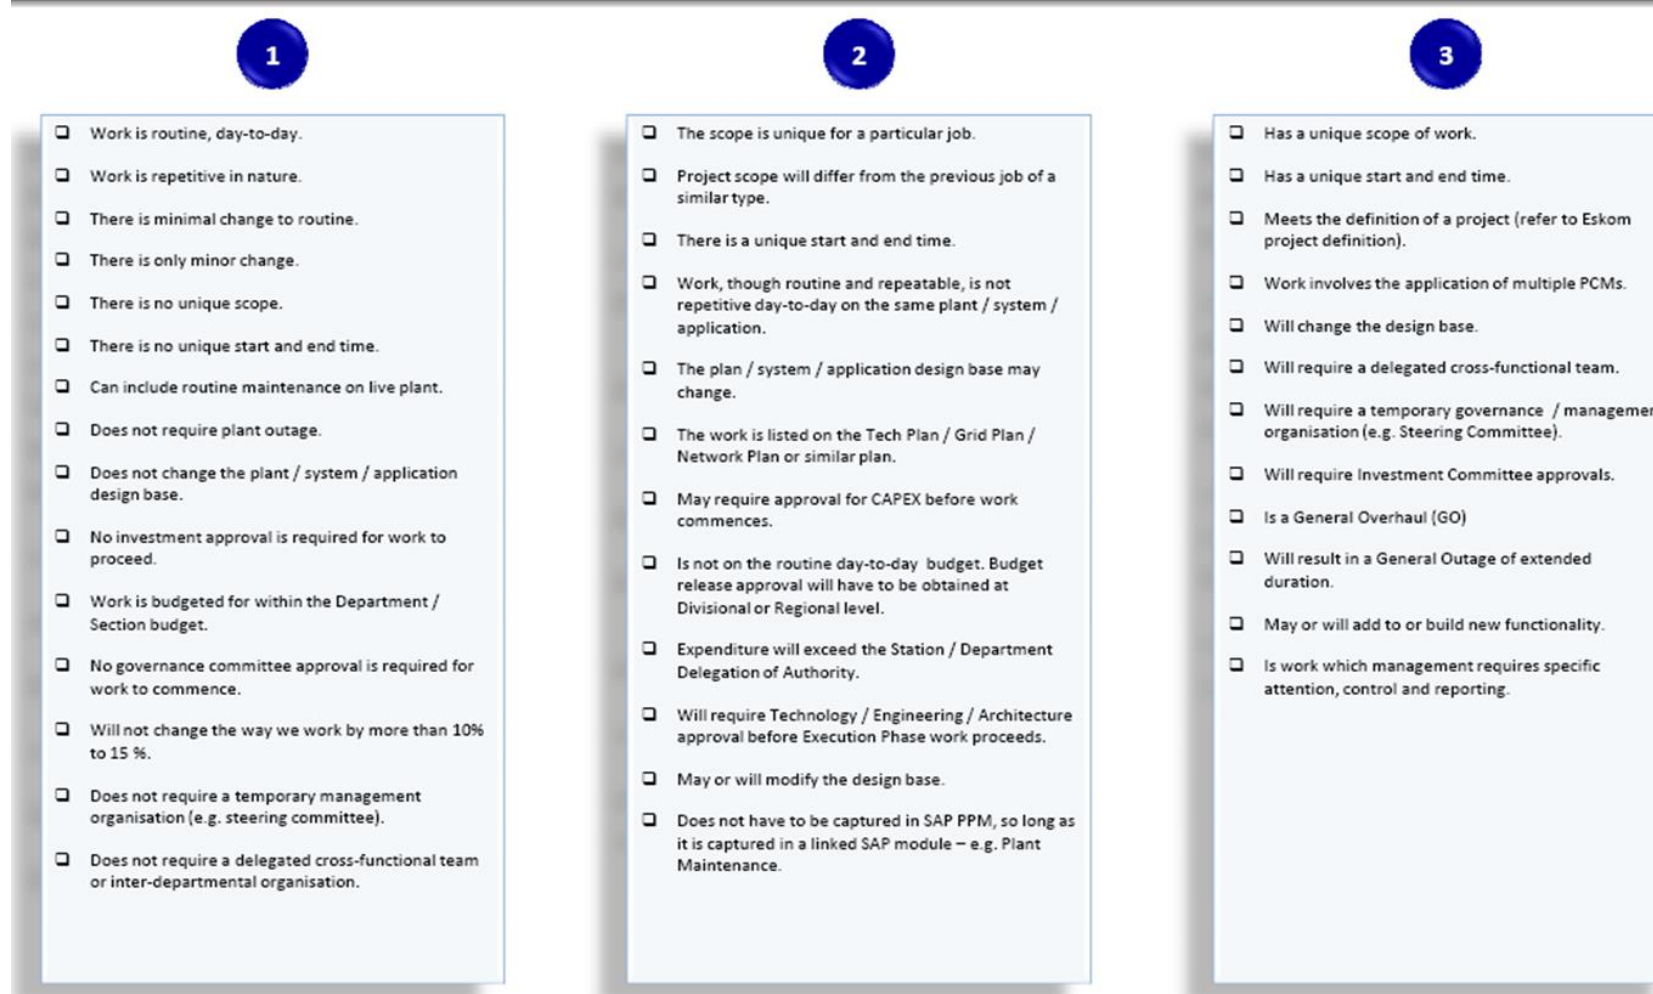 1
Work is routine, day-to-day.
Work is repetitive in nature.
There is minimal change to routine.
There is only minor change.
There is no unique scope.
There is no unique start and end time.
Can include routine maintenance on live plant.
Does not require plant outage.
Does not change the plant / system / application
design base.
No investment approval is required for work to
proceed.
Work is budgeted for within the Department /
Section budget.
No governance committee approval is required for
work to commence.
Will not change the way we work by more than 10%
to 15 %.
Does not require a temporary management
organisation (e.g. steering committee).
Does not require a delegated cross-functional team
or inter-departmental organisation.
2
The scope is unique for a particular job.
Project scope will differ from the previous job of a
similar type.
There is a unique start and end time.
Work, though routine and repeatable, is not
repetitive day-to-day on the same plant / system /
application.
The plan / system / application design base may
change.
The work is listed on the Tech Plan / Grid Plan /
Network Plan or similar plan.
May require approval for CAPEX before work
commences.
Is not on the routine day-to-day budget. Budget
release approval will have to be obtained at
Divisional or Regional level.
Expenditure will exceed the Station / Department
Delegation of Authority.
Will require Technology / Engineering / Architecture
approval before Execution Phase work proceeds.
May or will modify the design base.
Does not have to be captured in SAP PPM, so long as
it is captured in a linked SAP module – e.g. Plant
Maintenance.
3
Has a unique scope of work.
Has a unique start and end time.
Meets the definition of a project (refer to Eskom
project definition).
Work involves the application of multiple PCMs.
Will change the design base.
Will require a delegated cross-functional team.
Will require a temporary governance / managemen
organisation (e.g. Steering Committee).
Will require Investment Committee approvals.
Is a General Overhaul (GO)
Will result in a General Outage of extended
duration.
May or will add to or build new functionality.
Is work which management requires specific
attention, control and reporting.